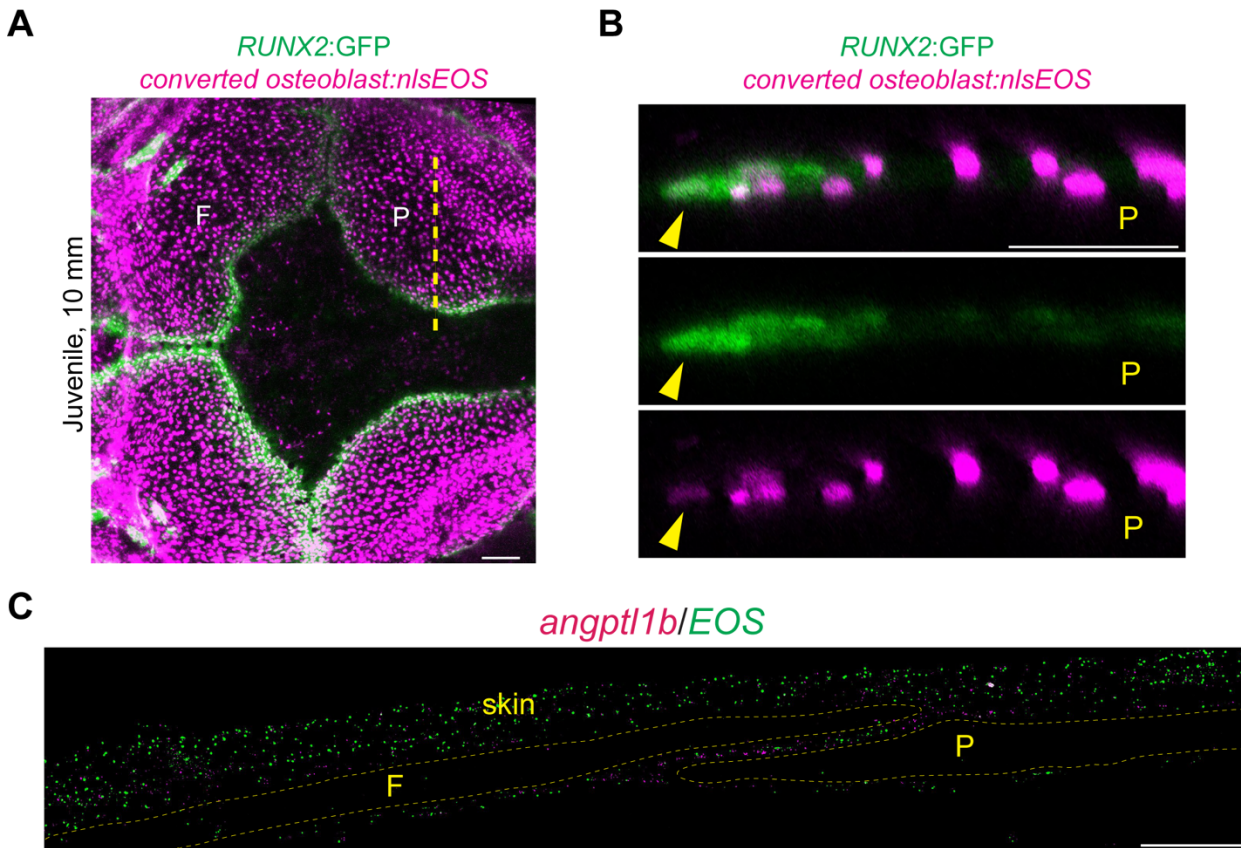 A
RUNX2:GFP
converted osteoblast:nlsEOS
Juvenile, 10 mm
F
P
B
RUNX2:GFP
converted osteoblast:nlsEOS
P
P
P
C
angptl1b/EOS
skin
F
P